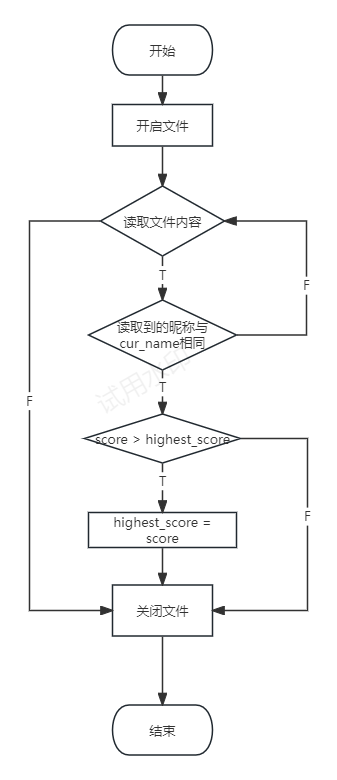 开始
开启文件
读取文件内容
T
F
读取到的昵称与
cur_name相同
试用水印
F
T
score > highest_score
T
F
highest_score =
score
关闭文件
结束